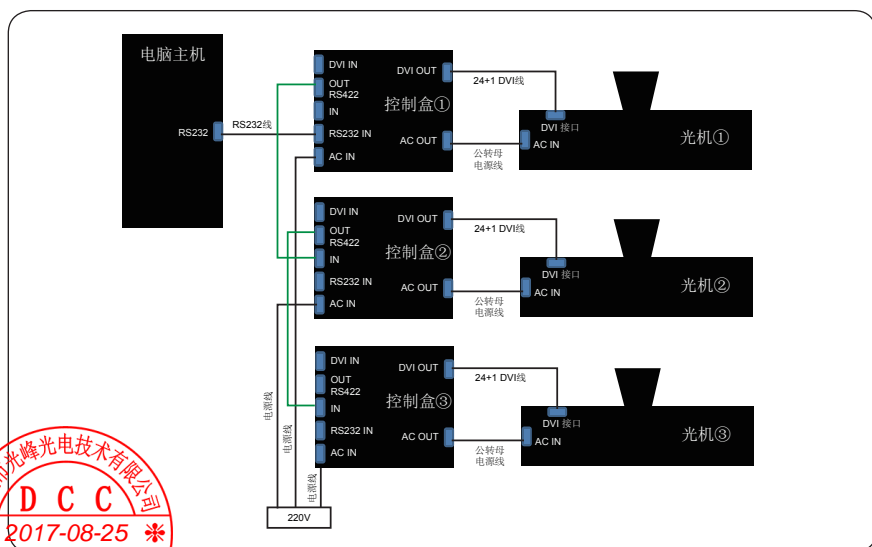 电脑主机
RS232
RS232线
DVI IN
OUT
RS422
IN
RS232 IN
AC IN
DVI OUT
控制盒①
AC OUT
24+1 DVI线
公转母
电源线
DVI 接口
AC IN
光机①
DVI IN
OUT
RS422
IN
RS232 IN
AC IN
DVI OUT
控制盒②
AC OUT
24+1 DVI线
公转母
电源线
DVI 接口
AC IN
光机②
DVI IN
OUT
RS422
IN
RS232 IN
AC IN
DVI OUT
控制盒③
AC OUT
24+1 DVI线
公转母
电源线
DVI 接口
AC IN
光机③
电源线
电源线
电源线
220V
光峰光电技术有限公司
D C C
2017-08-25